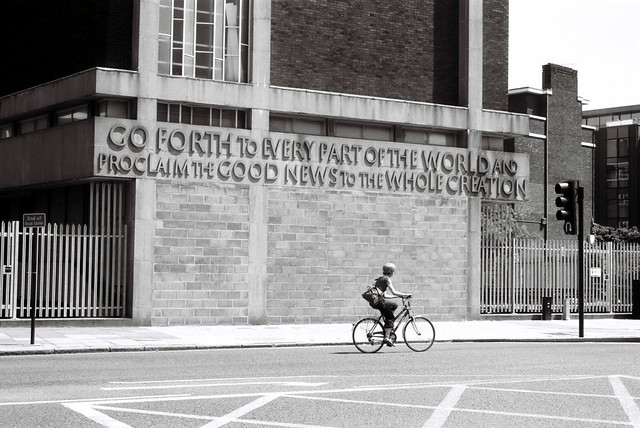 GO FORTH TO EVERY PART OF THE WORLD AND
PROCLAIM THE GOOD NEWS TO THE WHOLE CREATION
End of